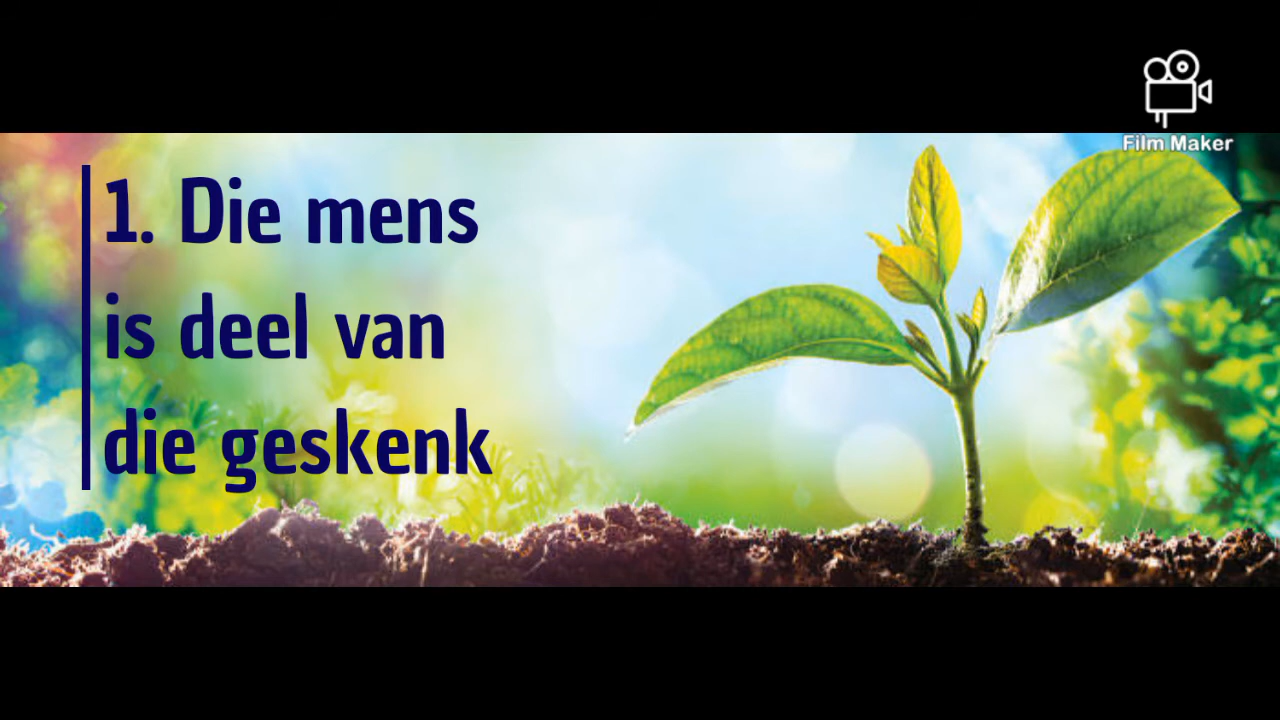 Film Maker
1. Die mens
is deel van
die geskenk